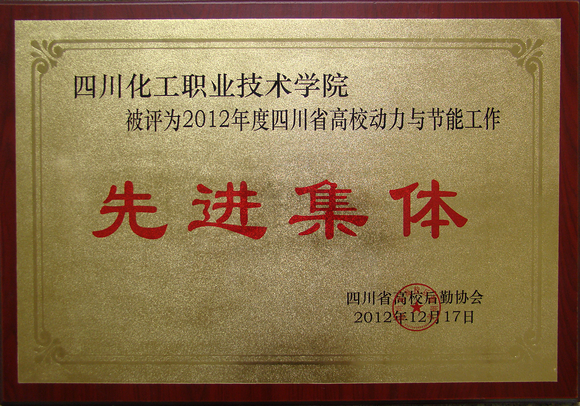 四川化工职业技术学院
被评为2012年度四川省高校动力与节能工作
先进集体
四川省高校后勤协会
2012年12月17日